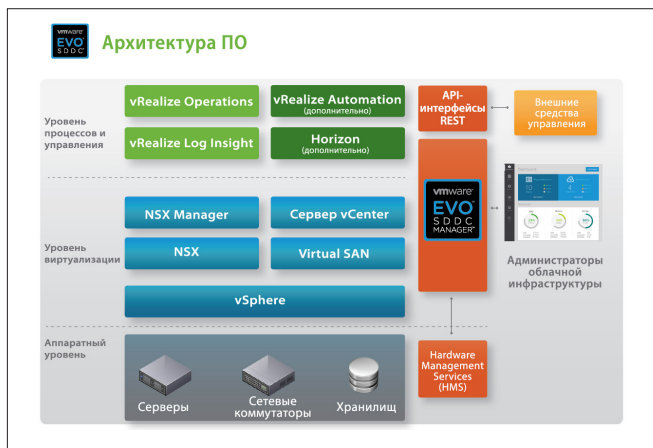 vmware
EVO
SDDC
Архитектура ПО
Уровень
процессов и
управления
vRealize Operations
vRealize Automation
(дополнительно)
vRealize Log Insight
Horizon
(дополнительно)
API-
интерфейсы
REST
Внешние
средства
управления
Уровень
виртуализации
NSX Manager
Сервер vCenter
NSX
Virtual SAN
vSphere
vmware
EVO
SDDC
MANAGER™
Администраторы
облачной
инфраструктуры
Аппаратный
уровень
Серверы
Сетевые
коммутаторы
Хранилищ
Hardware
Management
Services
(HMS)